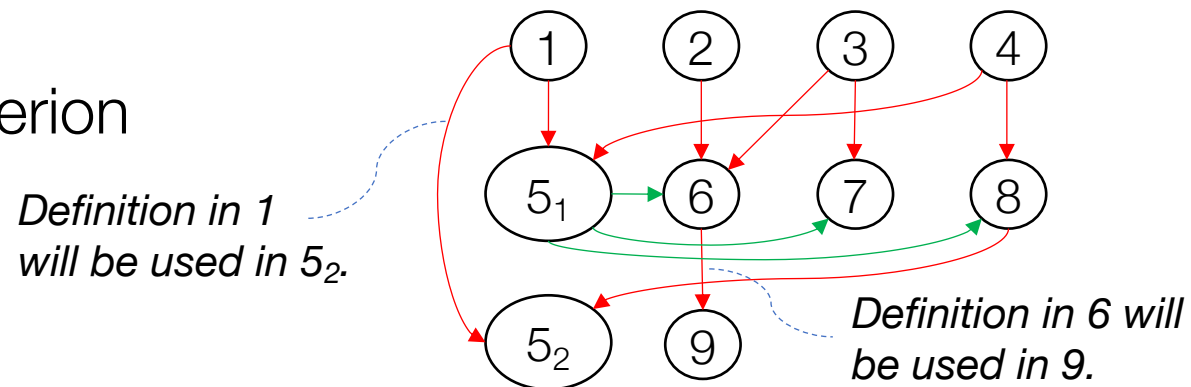 1 2 3 4
erion
Definition in 1
will be used in 5₂.
5₁ 6 7 8
5₂ 9
Definition in 6 will
be used in 9.